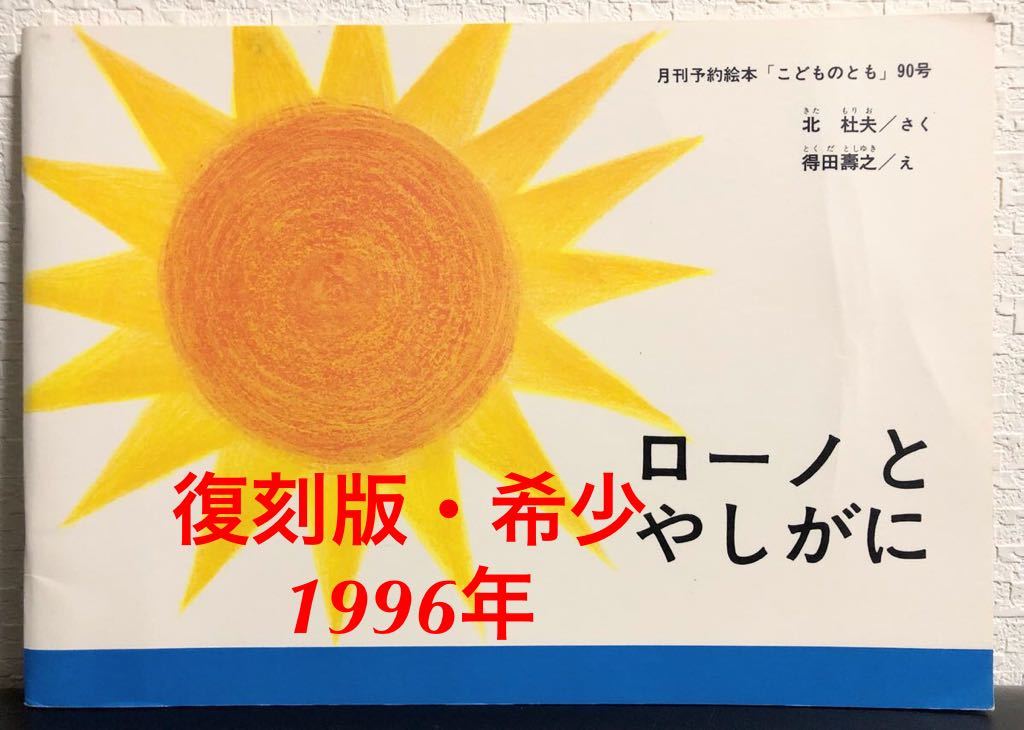 月刊予約絵本「こどものとも」90号
きた もりお
北 杜夫/さく
とくだ としゆき
得田壽之/え
ローノと
やしがに
復刻版・希少
1996年